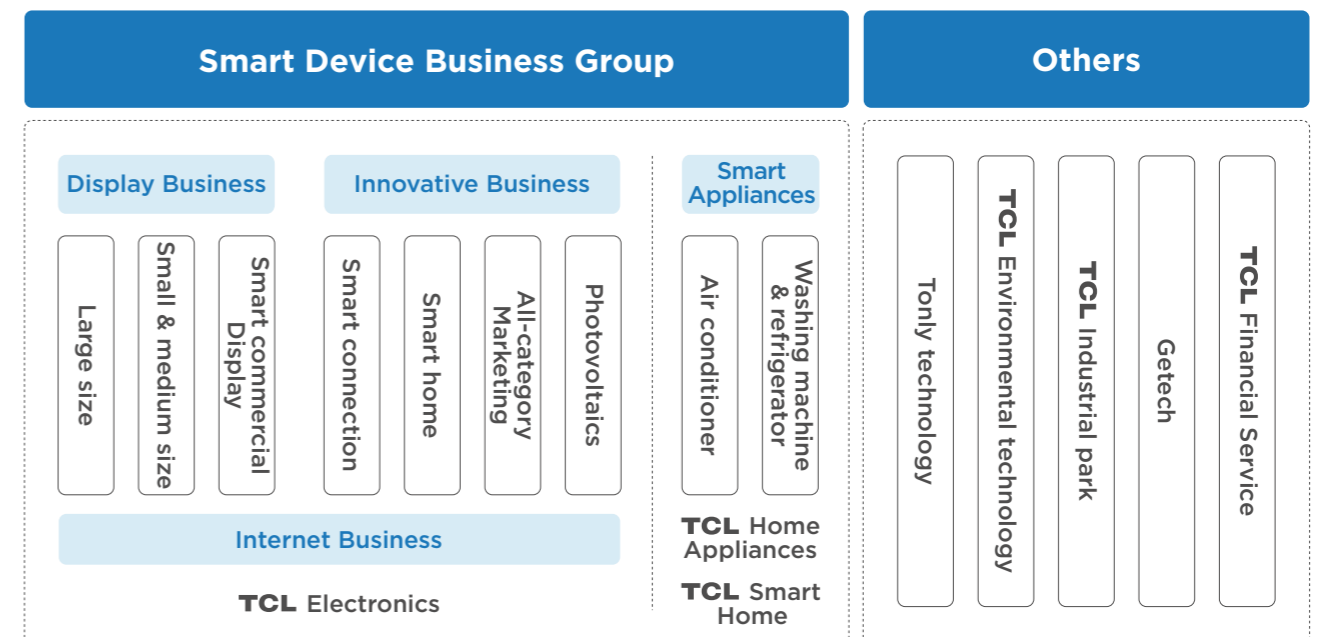 Smart Device Business Group
Others
Display Business
Innovative Business
Smart
Appliances
Large size
Small & medium size
Smart commercial
Display
Smart connection
Smart home
All-category
Marketing
Photovoltaics
Air conditioner
Washing machine
& refrigerator
Internet Business
TCL Electronics
TCL Home
Appliances
TCL Smart
Home
Tonly technology
TCL Environmental technology
TCL Industrial park
Getech
TCL Financial Service